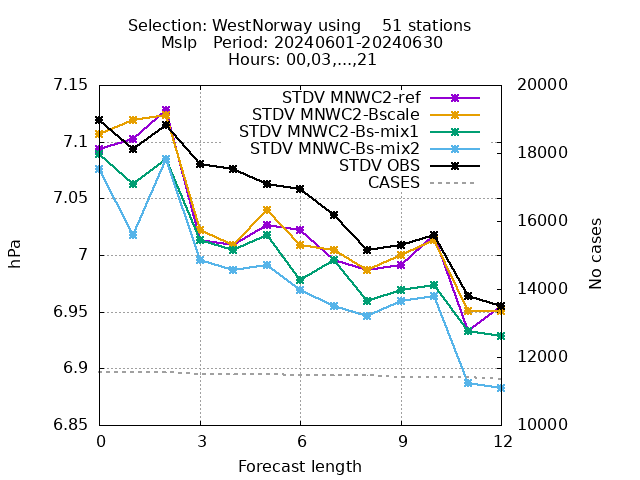 Selection: WestNorway using    51 stations
Mslp   Period: 20240601-20240630
Hours: 00,03,...,21
7.15
7.1
7.05
7
6.95
6.9
6.85
hPa
20000
18000
16000
14000
12000
10000
No cases
STDV MNWC2-ref
STDV MNWC2-Bscale
STDV MNWC2-Bs-mix1
STDV MNWC-Bs-mix2
STDV OBS
CASES
0 3 6 9 12
Forecast length